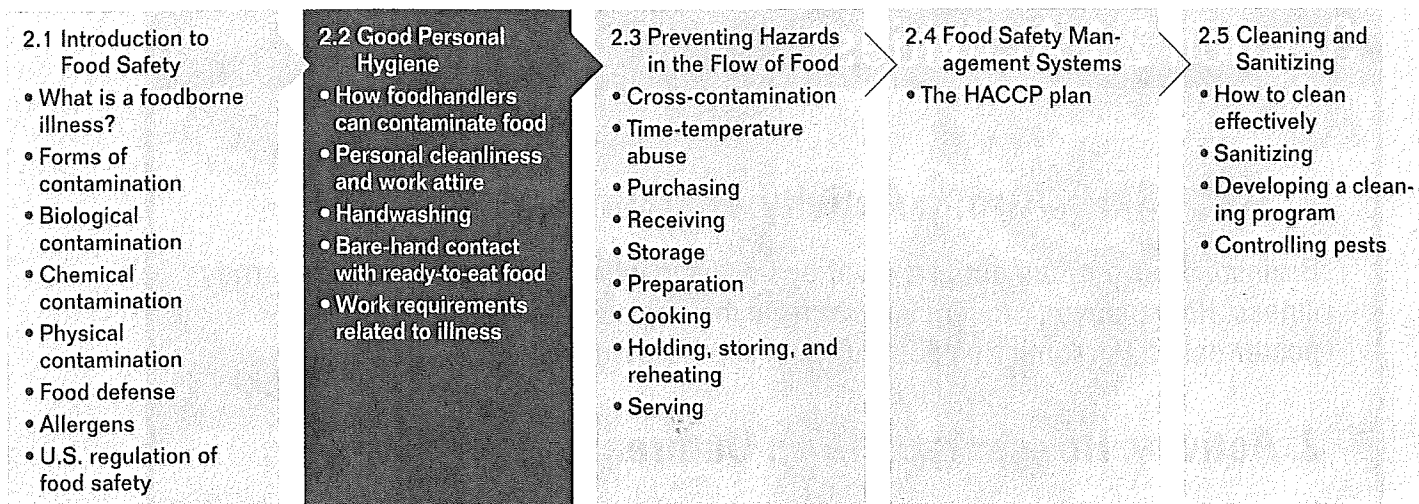 2.1 Introduction to
Food Safety
• What is a foodborne
illness?
• Forms of
contamination
• Biological
contamination
• Chemical
contamination
• Physical
contamination
• Food defense
• Allergens
• U.S. regulation of
food safety
2.2 Good Personal
Hygiene
• How foodhandlers
can contaminate food
• Personal cleanliness
and work attire
• Handwashing
• Bare-hand contact
with ready-to-eat food
• Work requirements
related to illness
2.3 Preventing Hazards
in the Flow of Food
• Cross-contamination
• Time-temperature
abuse
• Purchasing
• Receiving
• Storage
• Preparation
• Cooking
• Holding, storing, and
reheating
• Serving
2.4 Food Safety Man-
agement Systems
• The HACCP plan
2.5 Cleaning and
Sanitizing
• How to clean
effectively
• Sanitizing
• Developing a clean-
ing program
• Controlling pests